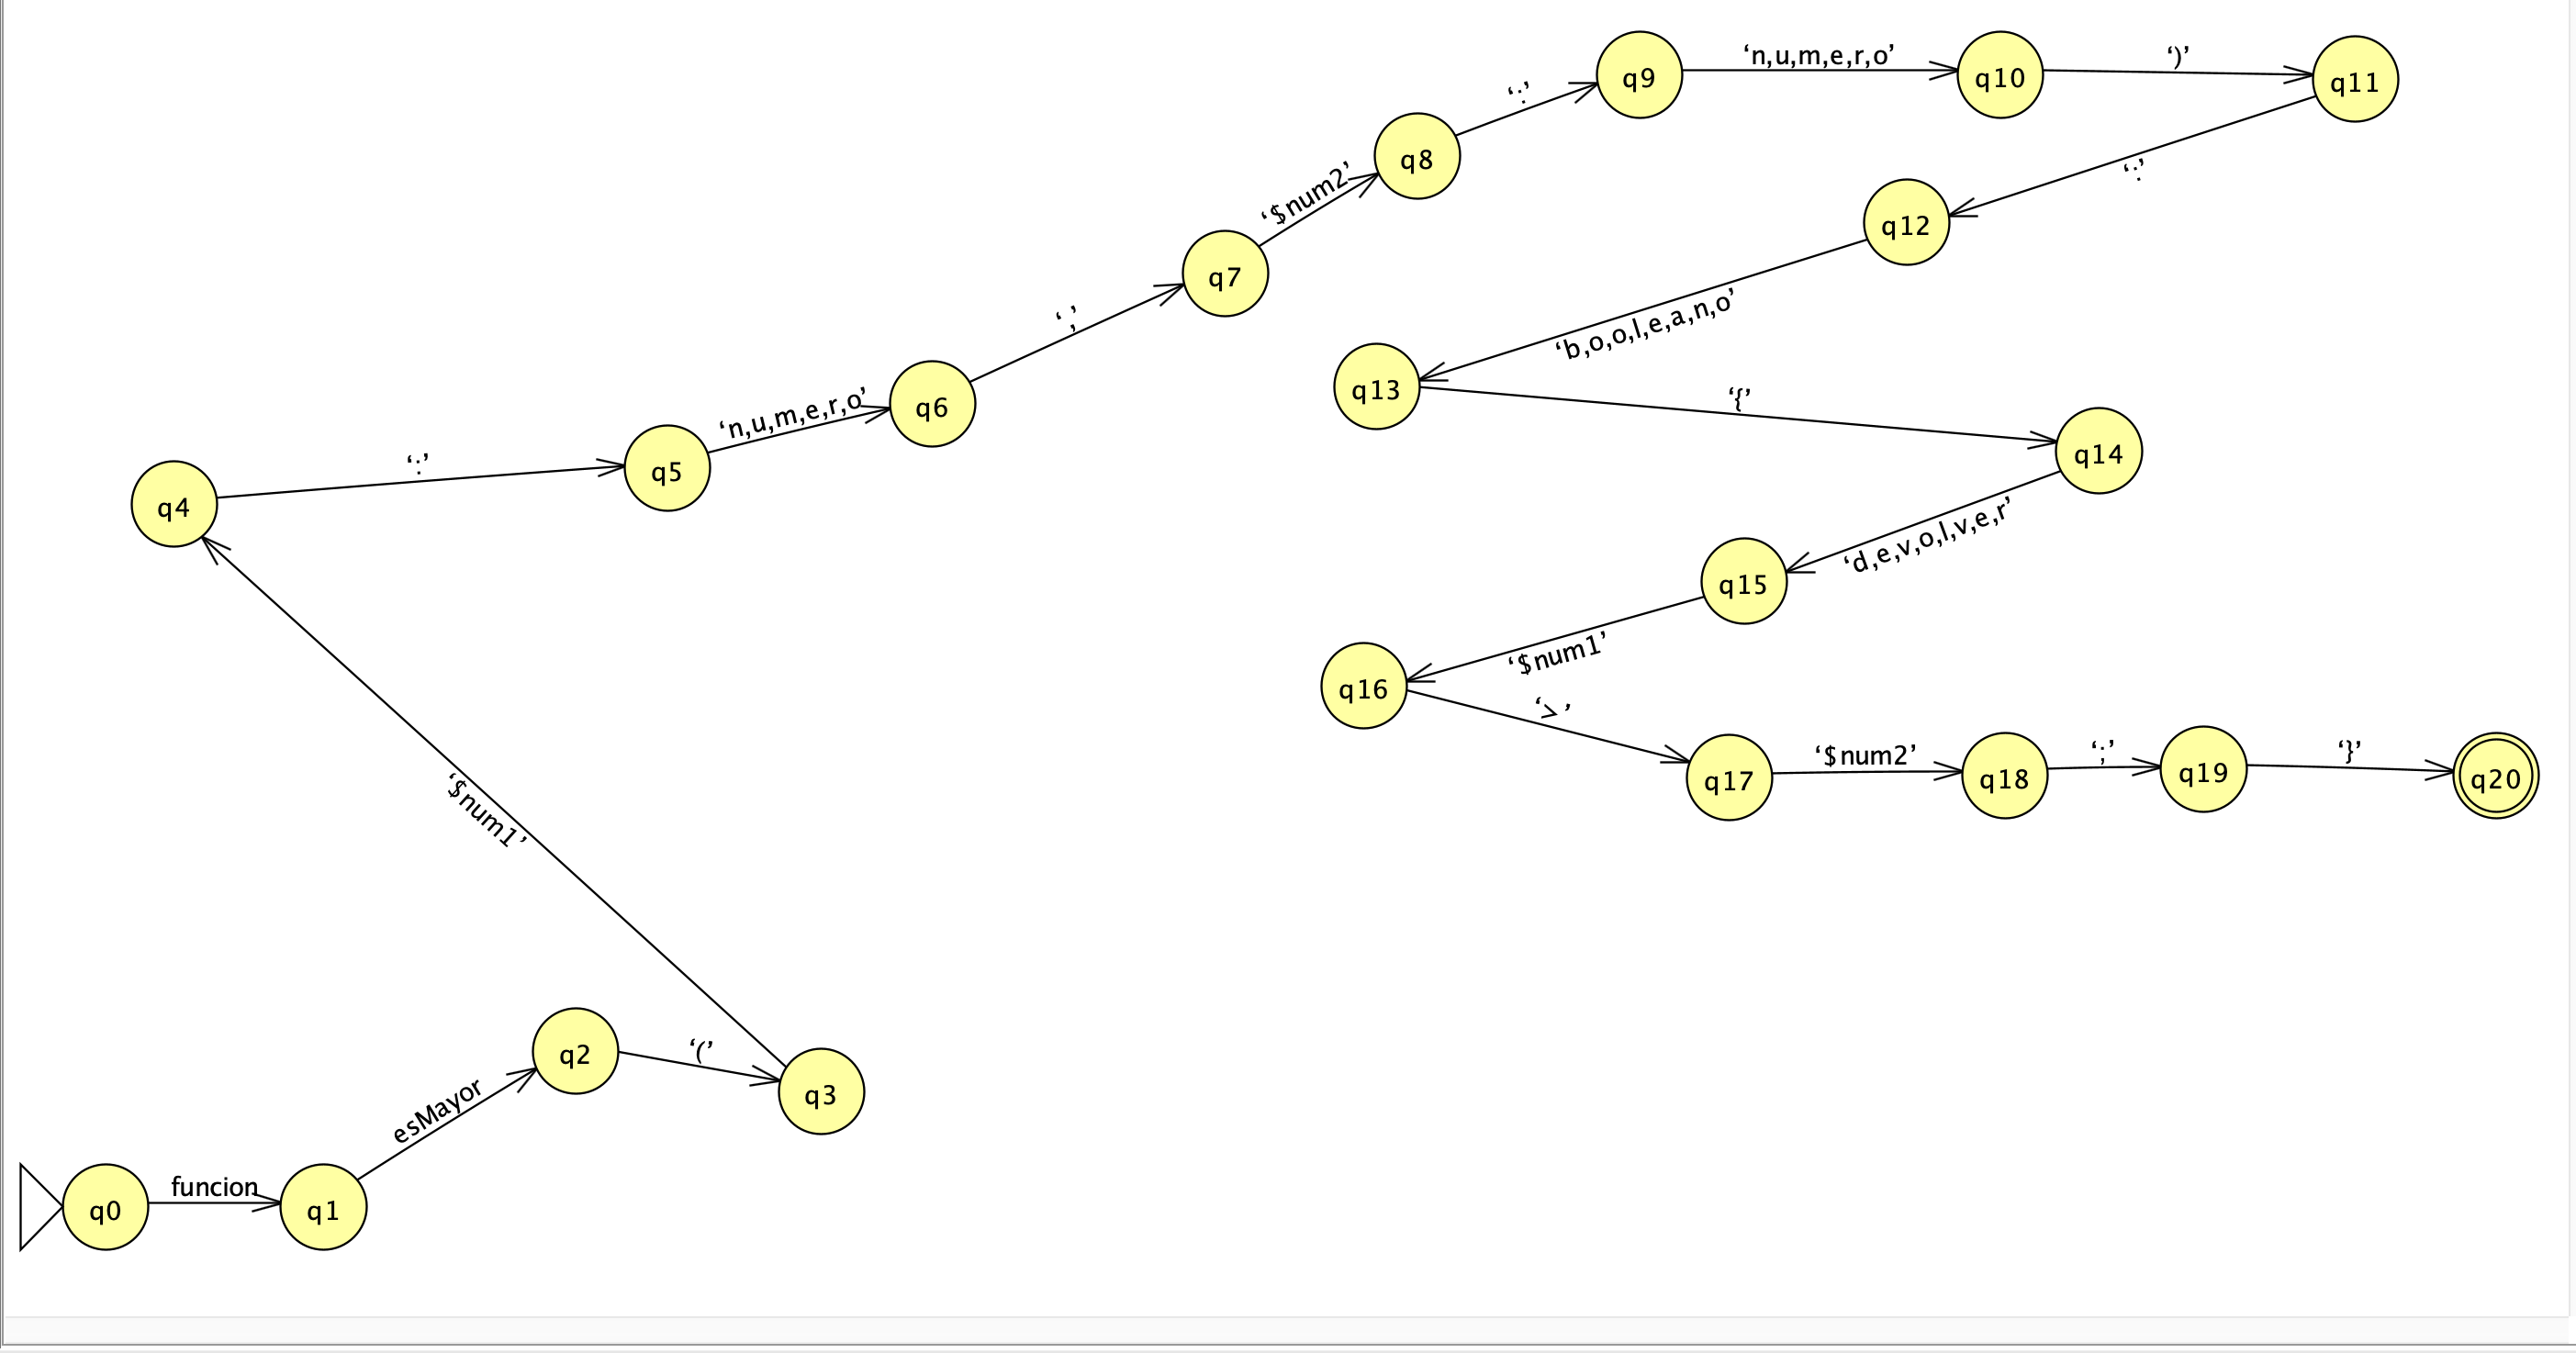 q0
funcion
q1
esMayor
q2
‘(’
q3
‘$num1’
q4
‘:’
q5
‘n,u,m,e,r,o’
q6
‘,’
q7
‘$num2’
q8
‘:’
q9
‘n,u,m,e,r,o’
q10
‘)’
q11
‘:’
q12
‘b,o,o,l,e,a,n,o’
q13
‘{’
q14
‘d,e,v,o,l,v,e,r’
q15
‘$num1’
q16
‘>’
q17
‘$num2’
q18
‘;’
q19
‘}’
q20